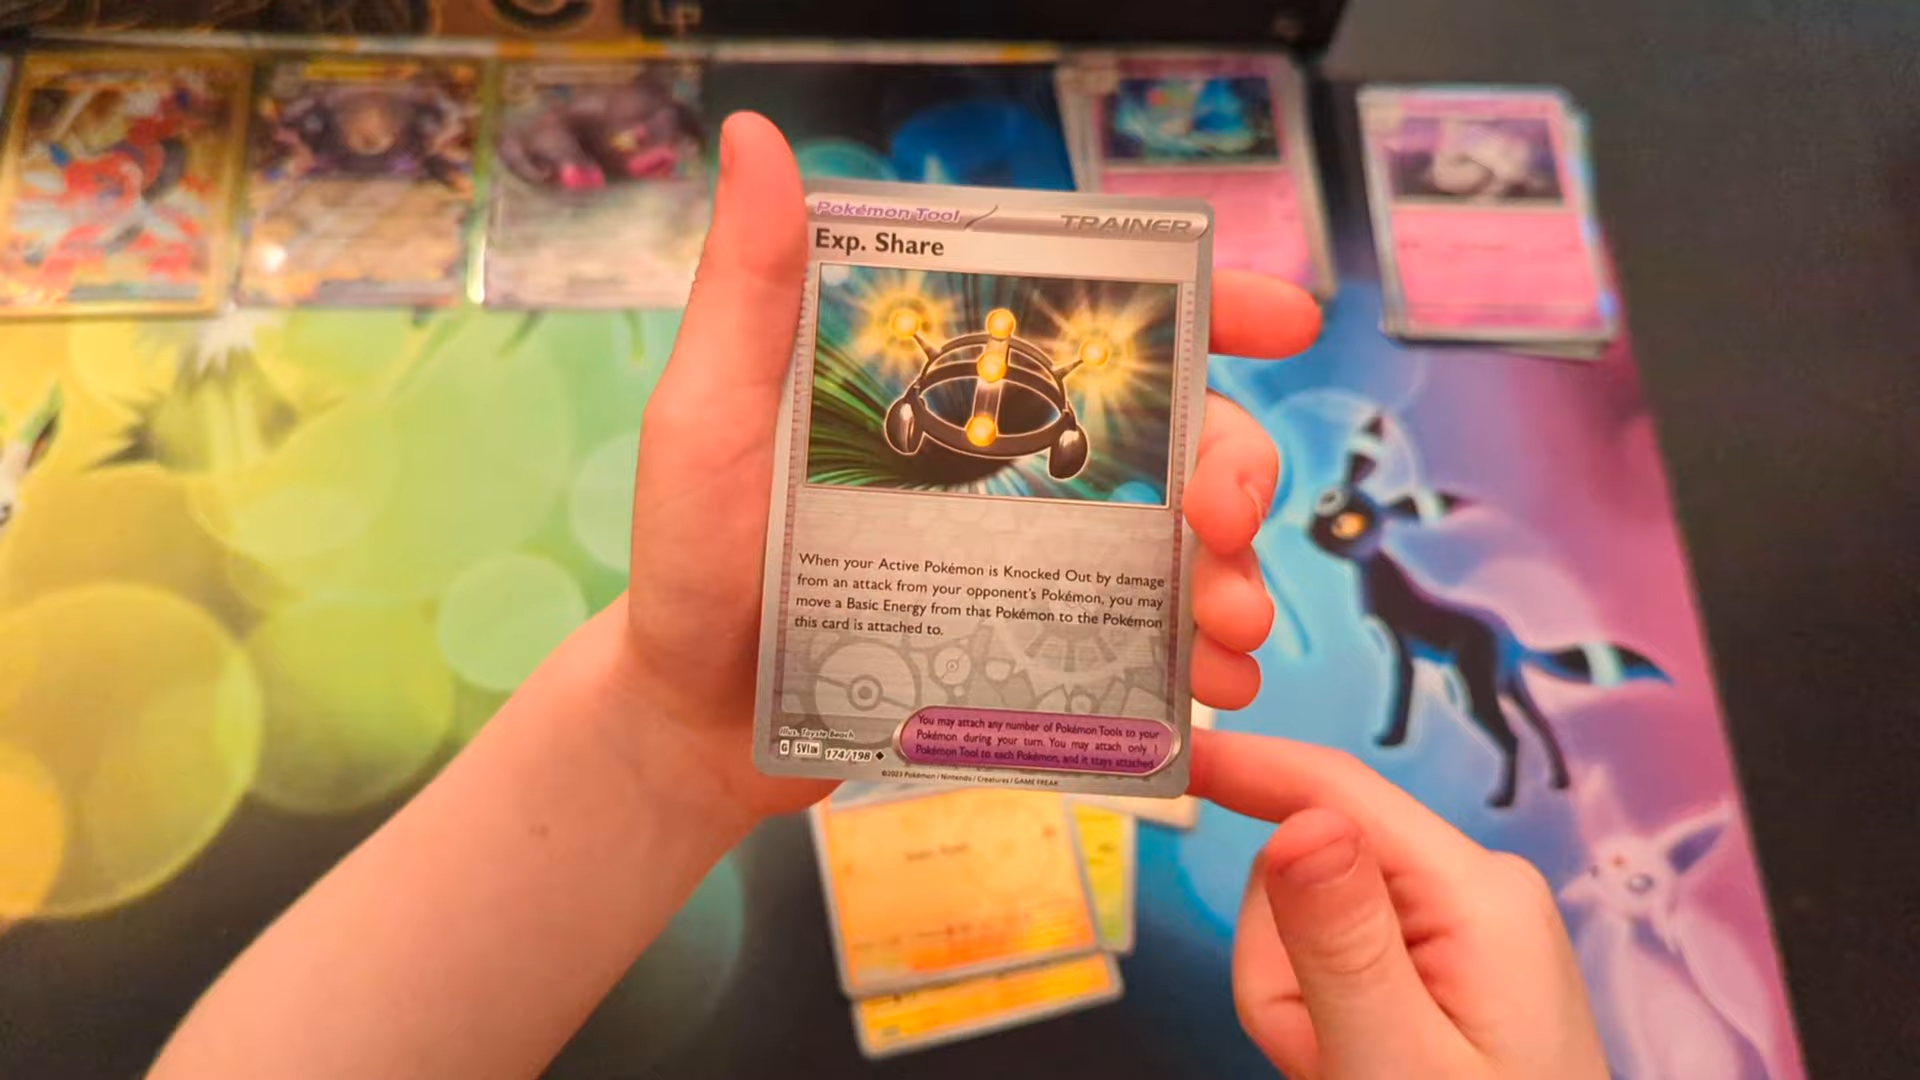 Pokémon Tool
TRAINER
Exp. Share
When your Active Pokémon is Knocked Out by damage
from an attack from your opponent's Pokémon, you may
move a Basic Energy from that Pokémon to the Pokémon
this card is attached to.
You may attach any number of Pokémon Tools to your
Pokémon during your turn. You may attach only 1
Pokémon Tool to each Pokémon, and it stays attached.
Illus. Toyste Beach
G SVI EN 174/198
©2023 Pokémon / Nintendo / Creatures / GAME FREAK